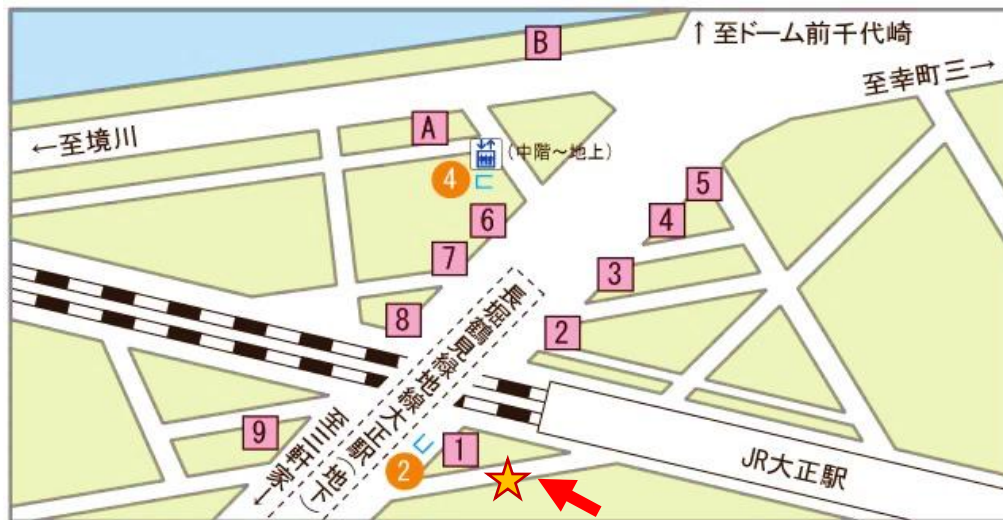 B
↑至ドーム前千代崎
至幸町三→
A
←至境川
(中階～地上)
4
5
6
4
7
3
8
2
長堀鶴見緑地線大正駅(地下)
至三軒家→
9
1
2
JR大正駅